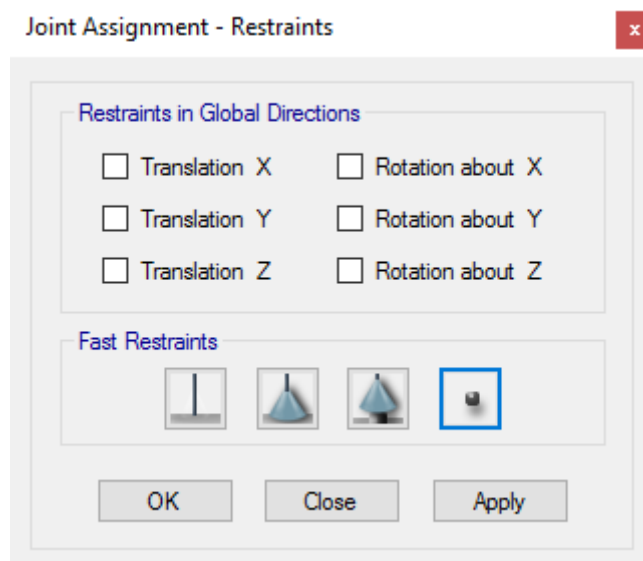 Joint Assignment - Restraints
x
Restraints in Global Directions
Translation X
Rotation about X
Translation Y
Rotation about Y
Translation Z
Rotation about Z
Fast Restraints
OK
Close
Apply